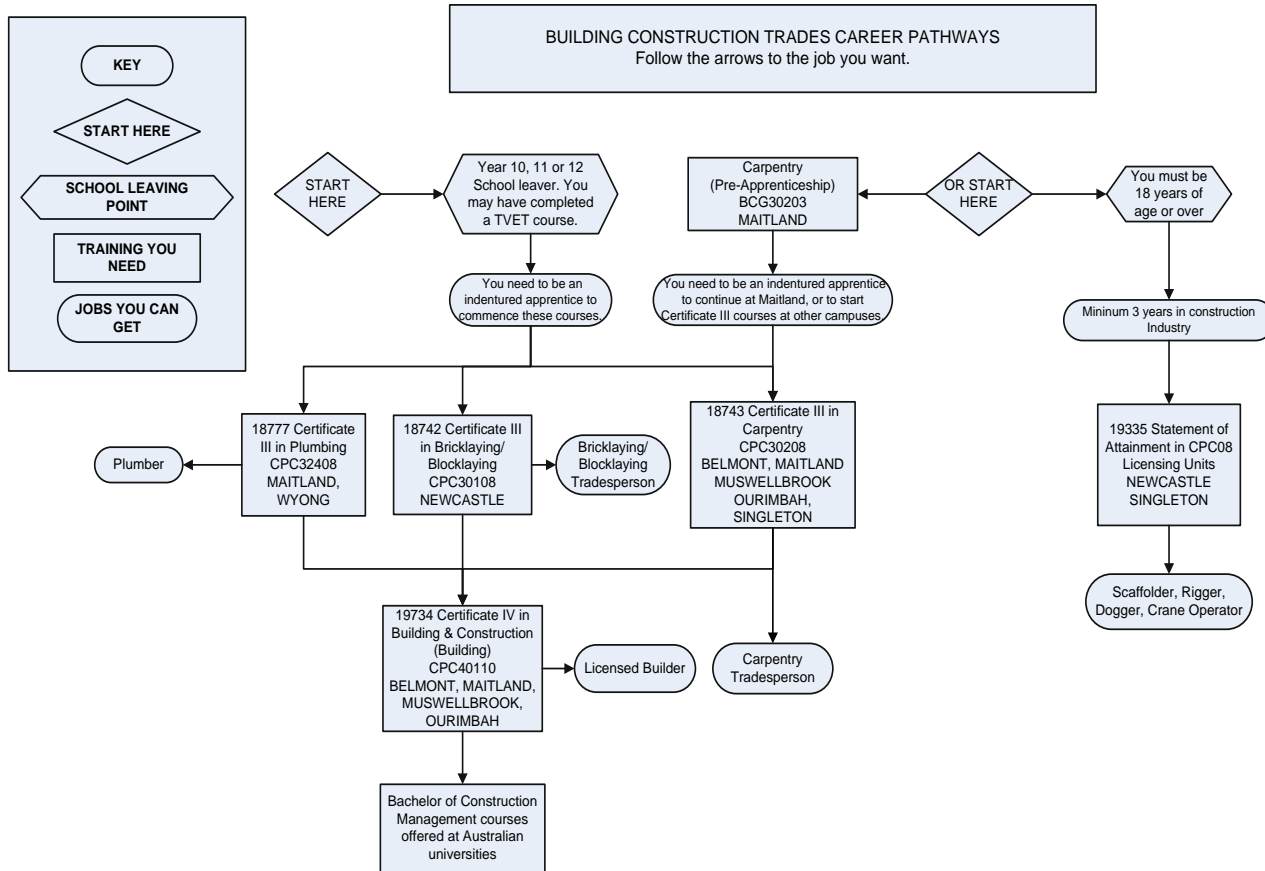 KEY
START HERE
SCHOOL LEAVING
POINT
TRAINING YOU
NEED
JOBS YOU CAN
GET
BUILDING CONSTRUCTION TRADES CAREER PATHWAYS
Follow the arrows to the job you want.
START
HERE
Year 10, 11 or 12
School leaver. You
may have completed
a TVET course.
Carpentry
(Pre-Apprenticeship)
BCG30203
MAITLAND
OR START
HERE
You must be
18 years of
age or over
You need to be an
indentured apprentice to
commence these courses.
You need to be an indentured apprentice
to continue at Maitland, or to start
Certificate III courses at other campuses
Mininum 3 years in construction
Industry
Plumber
18777 Certificate
III in Plumbing
CPC32408
MAITLAND,
WYONG
18742 Certificate III
in Bricklaying/
Blocklaying
CPC30108
NEWCASTLE
Bricklaying/
Blocklaying
Tradesperson
18743 Certificate III in
Carpentry
CPC30208
BELMONT, MAITLAND
MUSWELLBROOK
OURIMBAH,
SINGLETON
19335 Statement of
Attainment in CPC08
Licensing Units
NEWCASTLE
SINGLETON
19734 Certificate IV in
Building & Construction
(Building)
CPC40110
BELMONT, MAITLAND,
MUSWELLBROOK,
OURIMBAH
Licensed Builder
Carpentry
Tradesperson
Scaffolder, Rigger,
Dogger, Crane Operator
Bachelor of Construction
Management courses
offered at Australian
universities